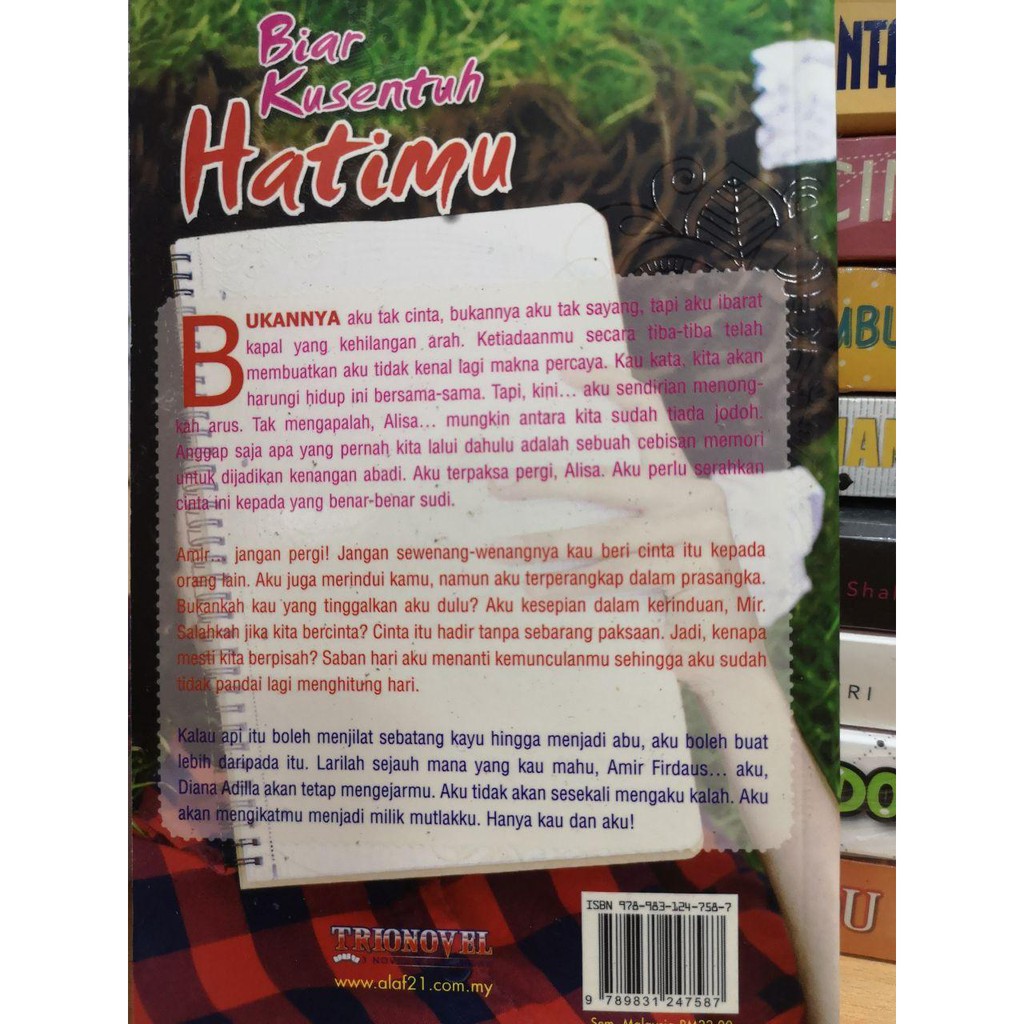 Biar
Kusentuh
Hatimu
BUKANNYA aku tak cinta, bukannya aku tak sayang, tapi aku ibarat
kapal yang kehilangan arah. Ketiadaanmu secara tiba-tiba telah
membuatkan aku tidak kenal lagi makna percaya. Kau kata, kita akan
harungi hidup ini bersama-sama. Tapi, kini... aku sendirian menong-
kah arus. Tak mengapalah, Alisa... mungkin antara kita sudah tiada jodoh.
Anggap saja apa yang pernah kita lalui dahulu adalah sebuah cebisan memori
untuk dijadikan kenangan abadi. Aku terpaksa pergi, Alisa. Aku perlu serahkan
cinta ini kepada yang benar-benar sudi.
Amir... jangan pergi! Jangan sewenang-wenangnya kau beri cinta itu kepada
orang lain. Aku juga merindui kamu, namun aku terperangkap dalam prasangka.
Bukankah kau yang tinggalkan aku dulu? Aku kesepian dalam kerinduan, Mir.
Salahkah jika kita bercinta? Cinta itu hadir tanpa sebarang paksaan. Jadi, kenapa
mesti kita berpisah? Saban hari aku menanti kemunculanmu sehingga aku sudah
tidak pandai lagi menghitung hari.
Kalau api itu boleh menjilat sebatang kayu hingga menjadi abu, aku boleh buat
lebih daripada itu. Larilah sejauh mana yang kau mahu, Amir Firdaus... aku,
Diana Adilla akan tetap mengejarmu. Aku tidak akan sesekali mengaku kalah. Aku
akan mengikatmu menjadi milik mutlakku. Hanya kau dan aku!
ISBN 978-983-124-758-7
9 789831 247587
TRIONOVEL
www.alaf21.com.my
NTA
CIN
MBU
Sha
RI
DO
U